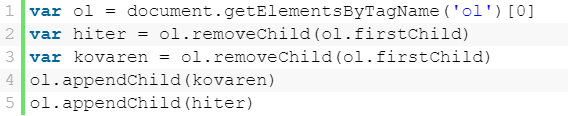 1 var ol = document.getElementsByTagName('ol')[0]
2 var hiter = ol.removeChild(ol.firstChild)
3 var kovaren = ol.removeChild(ol.firstChild)
4 ol.appendChild(kovaren)
5 ol.appendChild(hiter)